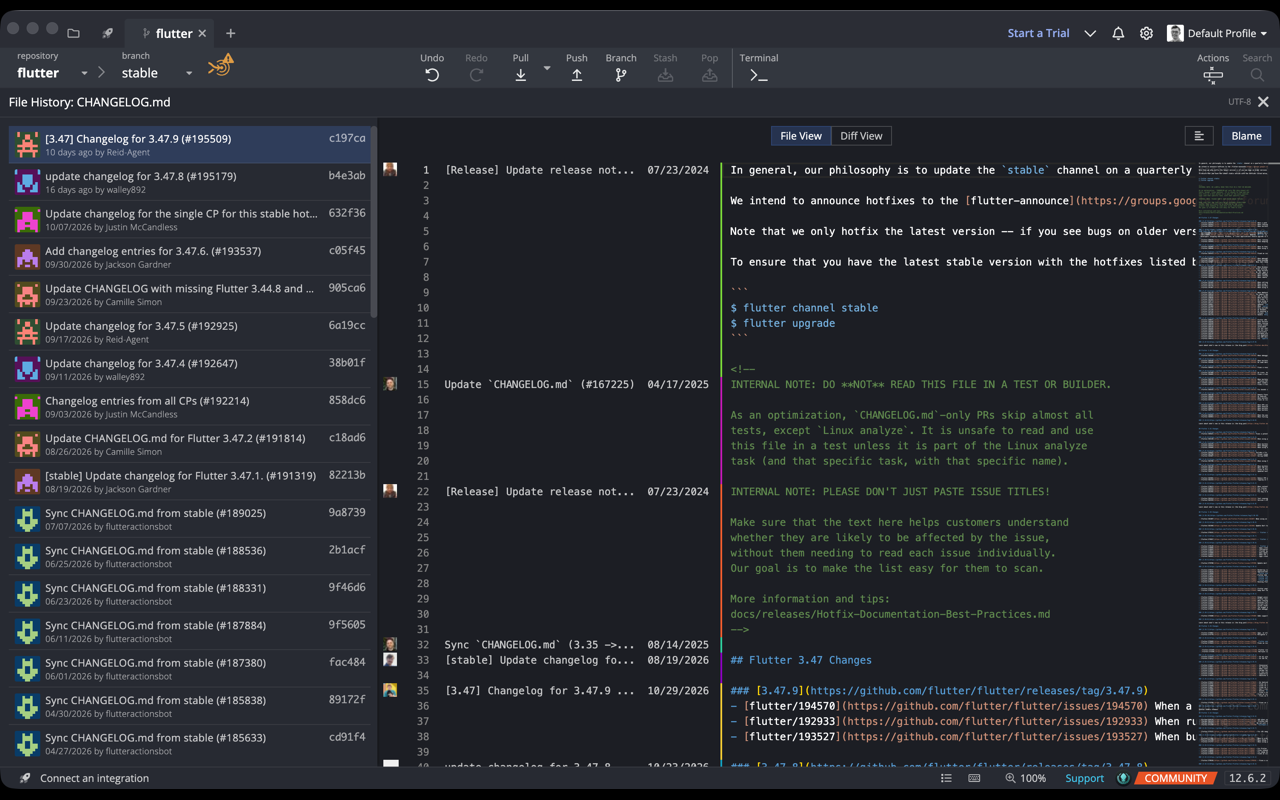 flutter
Start a Trial
Default Profile
repository
flutter
branch
stable
Undo
Redo
Pull
Push
Branch
Stash
Pop
Terminal
Actions
Search
File History: CHANGELOG.md
UTF-8
[3.47] Changelog for 3.47.9 (#195509) c197ca
10 days ago by Reid-Agent
update changelog for 3.47.8 (#195179) b4e3ab
16 days ago by walley892
Update changelog for the single CP for this stable hot... 632f36
10/07/2026 by Justin McCandless
Add changelog entries for 3.47.6. (#193537) c05f45
09/30/2026 by Jackson Gardner
Update CHANGELOG with missing Flutter 3.44.8 and ... 905ca6
09/23/2026 by Camille Simon
Update changelog for 3.47.5 (#192925) 6a19cc
09/17/2026 by Reid-Agent
Update changelog for 3.47.4 (#192647) 38b01f
09/11/2026 by walley892
Changelog entries from all CPs (#192214) 858dc6
09/03/2026 by Justin McCandless
Update CHANGELOG.md for Flutter 3.47.2 (#191814) c18ad6
08/26/2026 by Camille Simon
[stable] Update changelog for Flutter 3.47.1. (#191319) 82213b
08/19/2026 by Jackson Gardner
Sync CHANGELOG.md from stable (#189025) 9a8739
07/07/2026 by flutteractionsbot
Sync CHANGELOG.md from stable (#188536) 2b1acf
06/25/2026 by flutteractionsbot
Sync CHANGELOG.md from stable (#188331) 9f46d6
06/23/2026 by flutteractionsbot
Sync CHANGELOG.md from stable (#187884) 9f5605
06/11/2026 by flutteractionsbot
Sync CHANGELOG.md from stable (#187380) fac484
06/01/2026 by flutteractionsbot
Sync CHANGELOG.md from stable (#185838) 89172f
04/30/2026 by flutteractionsbot
Sync CHANGELOG.md from stable (#185633) cd91f4
04/27/2026 by flutteractionsbot
File View
Diff View
Blame
1 [Release] Update release not... 07/23/2024 In general, our philosophy is to update the `stable` channel on a quarterly
2
3 We intend to announce hotfixes to the [flutter-announce](https://groups.goog
4
5 Note that we only hotfix the latest version -- if you see bugs on older vers
6
7 To ensure that you have the latest stable version with the hotfixes listed b
8
9 ```
10 $ flutter channel stable
11 $ flutter upgrade
12 ```
13
14 <!--
15 Update `CHANGELOG.md` (#167225) 04/17/2025 INTERNAL NOTE: DO **NOT** READ THIS FILE IN A TEST OR BUILDER.
16
17 As an optimization, `CHANGELOG.md`-only PRs skip almost all
18 tests, except `Linux analyze`. It is unsafe to read and use
19 this file in a test unless it is part of the Linux analyze
20 task (and that specific task, with that specific name).
21
22 [Release] Update release not... 07/23/2024 INTERNAL NOTE: PLEASE DON'T JUST PASTE ISSUE TITLES!
23
24 Make sure that the text here helps customers understand
25 whether they are likely to be affected by the issue,
26 without them needing to read each issue individually.
27 Our goal is to make the list easy for them to scan.
28
29 More information and tips:
30 docs/releases/Hotfix-Documentation-Best-Practices.md
31 -->
32 Sync `CHANGELOG.md` (3.35 ->... 08/14/2025
33 [stable] Update changelog fo... 08/19/2026 ## Flutter 3.47 Changes
34
35 [3.47] Changelog for 3.47.9 ... 10/29/2026 ### [3.47.9](https://github.com/flutter/flutter/releases/tag/3.47.9)
36 - [flutter/194570](https://github.com/flutter/flutter/issues/194570) When a
37 - [flutter/192933](https://github.com/flutter/flutter/issues/192933) When ru
38 - [flutter/193527](https://github.com/flutter/flutter/issues/193527) When bu
39
Connect an integration
100%
Support
COMMUNITY
12.6.2